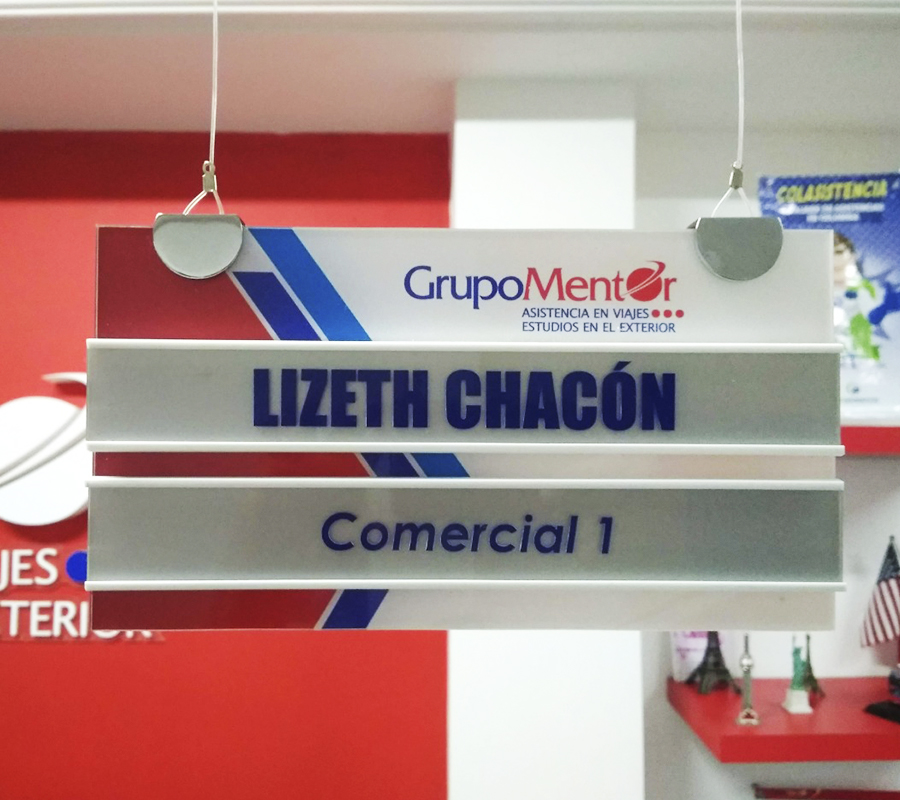 COLASISTENCIA
GrupoMentor
ASISTENCIA EN VIAJES
ESTUDIOS EN EL EXTERIOR
LIZETH CHACÓN
Comercial 1
JES
TERIOR